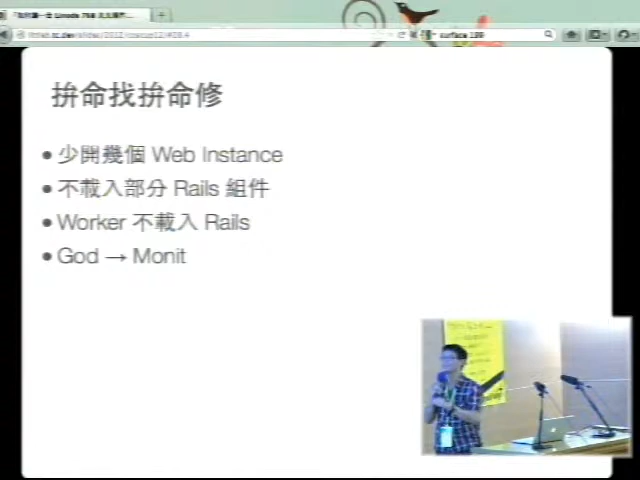 拚命找拚命修
少開幾個 Web Instance
不載入部分 Rails 組件
Worker 不載入 Rails
God → Monit